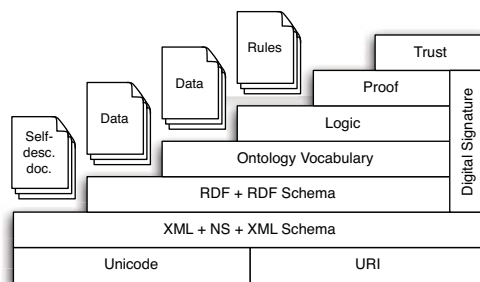 Rules
Trust
Data
Proof
Data
Logic
Self-
desc.
doc.
Ontology Vocabulary
Digital Signature
RDF + RDF Schema
XML + NS + XML Schema
Unicode
URI